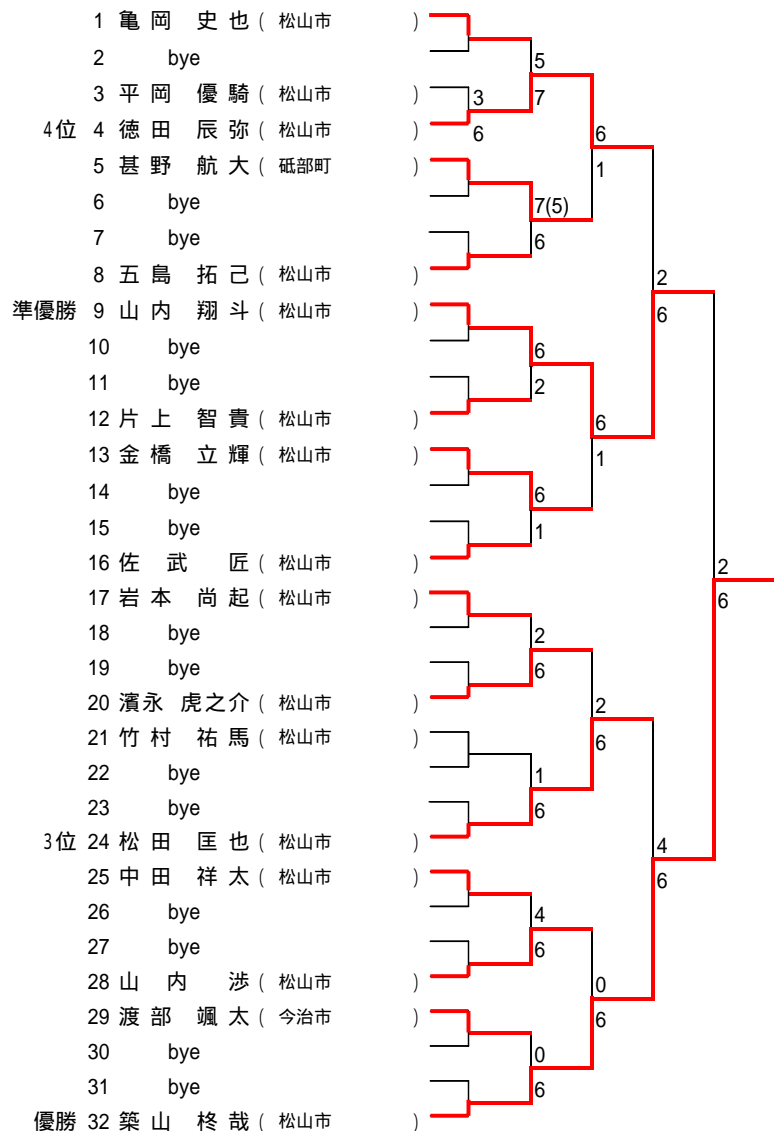 1 亀岡 史也 ( 松山市 )
2 bye
5
3 平岡 優騎 ( 松山市 ) 3 7
4位 4 徳田 辰弥 ( 松山市 ) 6 6
5 甚野 航大 ( 砥部町 ) 1
6 bye 7(5)
7 bye 6
8 五島 拓己 ( 松山市 ) 2
準優勝 9 山内 翔斗 ( 松山市 ) 6
10 bye 6
11 bye 2
12 片上 智貴 ( 松山市 ) 6
13 金橋 立輝 ( 松山市 ) 1
14 bye 6
15 bye 1
16 佐武 匠 ( 松山市 ) 2
17 岩本 尚起 ( 松山市 ) 6
18 bye 2
19 bye 6
20 濱永 虎之介 ( 松山市 ) 2
21 竹村 祐馬 ( 松山市 ) 6
22 bye 1
23 bye 6
3位 24 松田 匡也 ( 松山市 ) 4
25 中田 祥太 ( 松山市 ) 6
26 bye 4
27 bye 6
28 山内 渉 ( 松山市 ) 0
29 渡部 颯太 ( 今治市 ) 6
30 bye 0
31 bye 6
優勝 32 築山 柊哉 ( 松山市 )